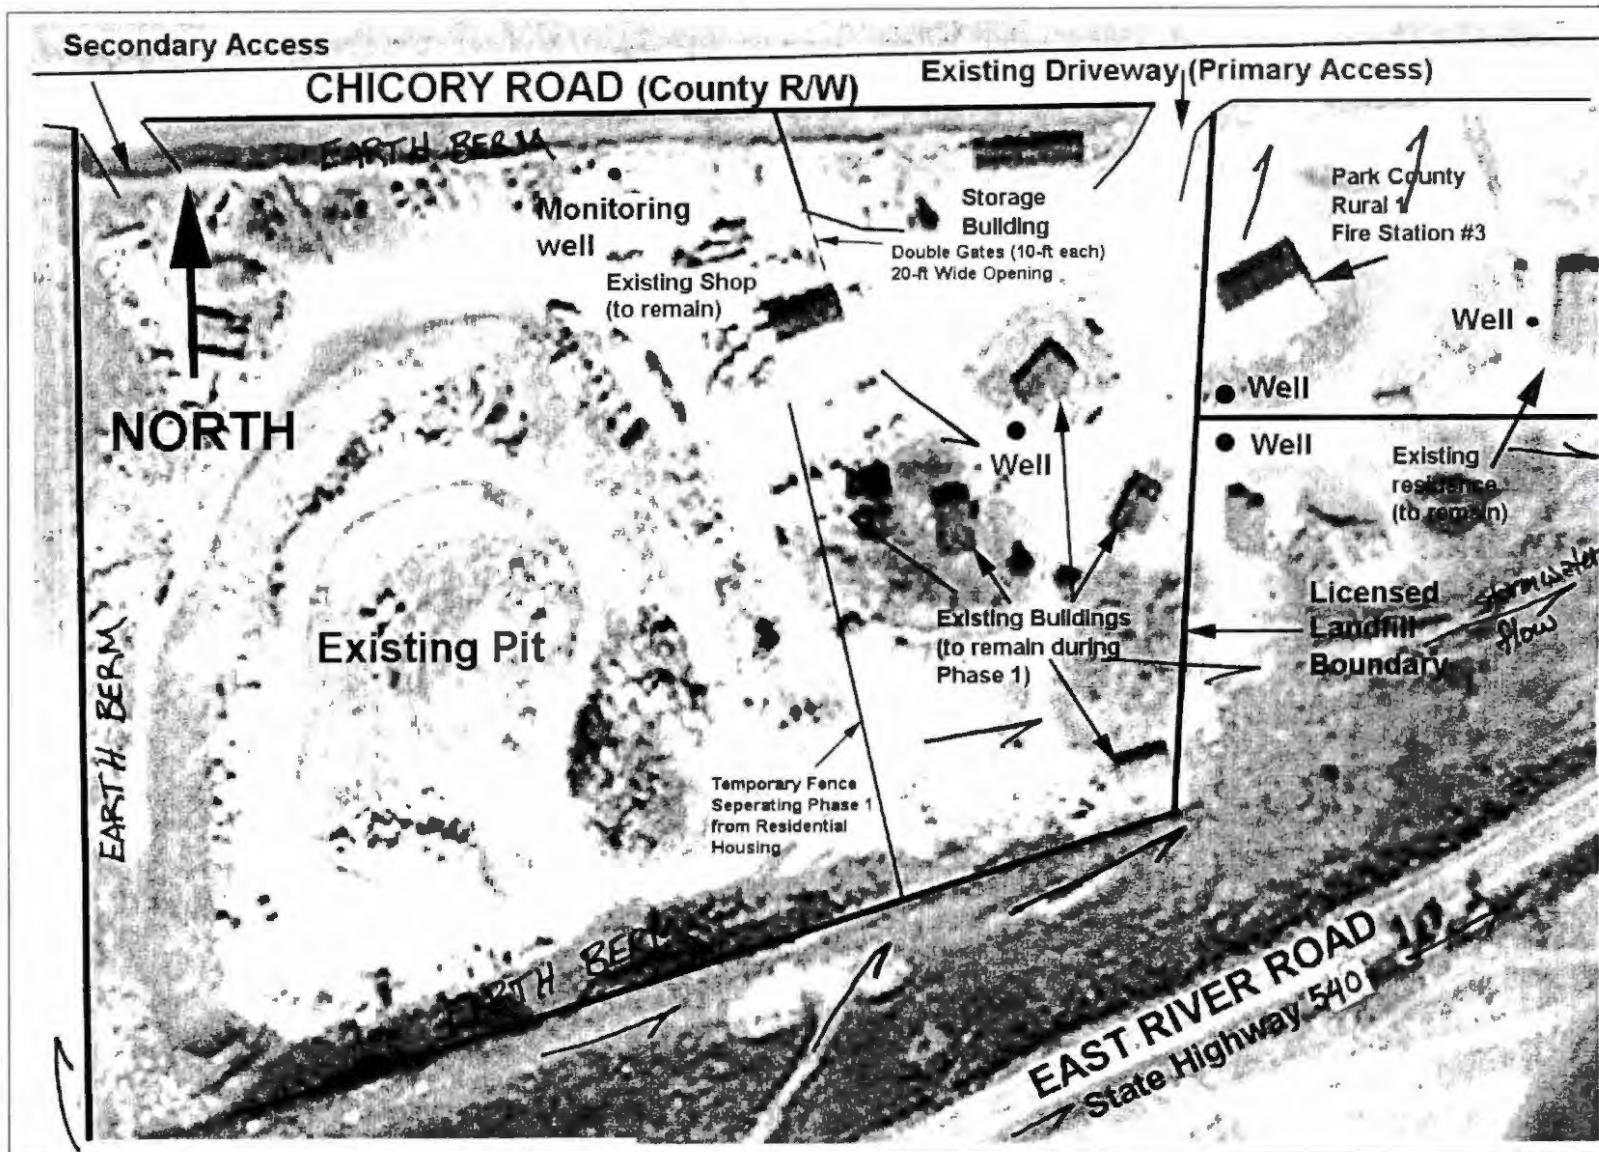 Secondary Access
CHICORY ROAD (County R/W)
Existing Driveway (Primary Access)
EARTH BERM
Monitoring
well
Existing Shop
(to remain)
Storage
Building
Double Gates (10-ft each)
20-ft Wide Opening
Park County
Rural 1
Fire Station #3
Well
Well
Well
Well
NORTH
Existing
residence
(to remain)
Existing Pit
EARTH BERM
Existing Buildings
(to remain during
Phase 1)
Licensed
Landfill
Boundary
stormwater
flow
Temporary Fence
Seperating Phase 1
from Residential
Housing
EARTH BERM
EAST RIVER ROAD
State Highway 540